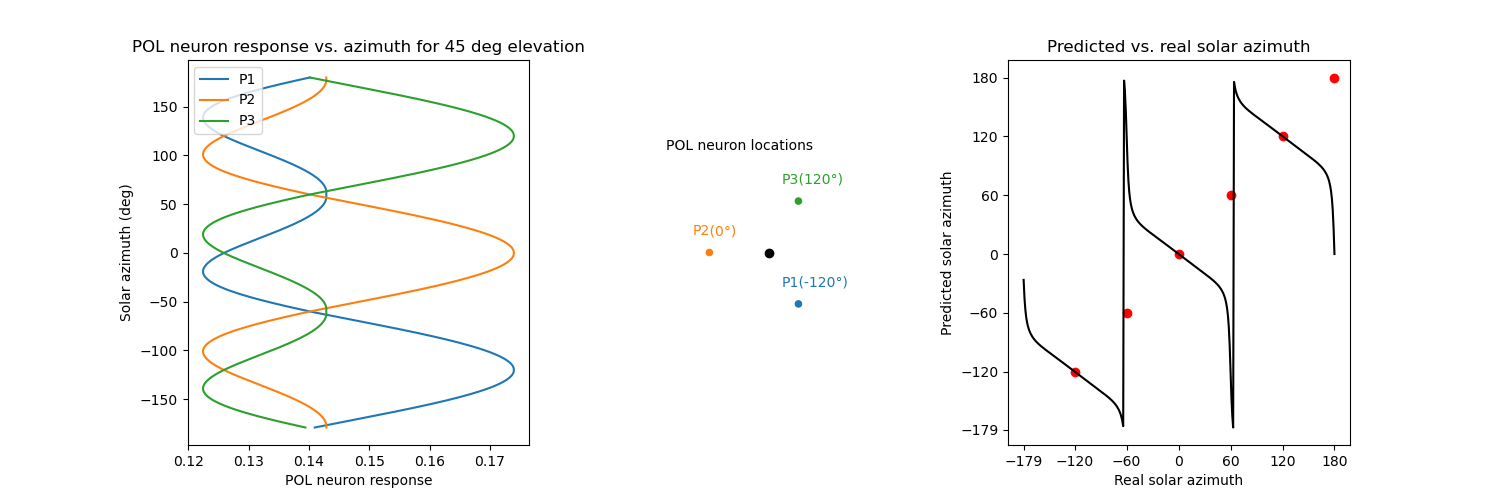 POL neuron response vs. azimuth for 45 deg elevation
P1
P2
P3
150
100
50
0
−50
−100
−150
Solar azimuth (deg)
0.12 0.13 0.14 0.15 0.16 0.17
POL neuron response
POL neuron locations
P3(120°)
P2(0°)
P1(-120°)
Predicted vs. real solar azimuth
180
120
60
0
−60
−120
−179
Predicted solar azimuth
−179 −120 −60 0 60 120 180
Real solar azimuth